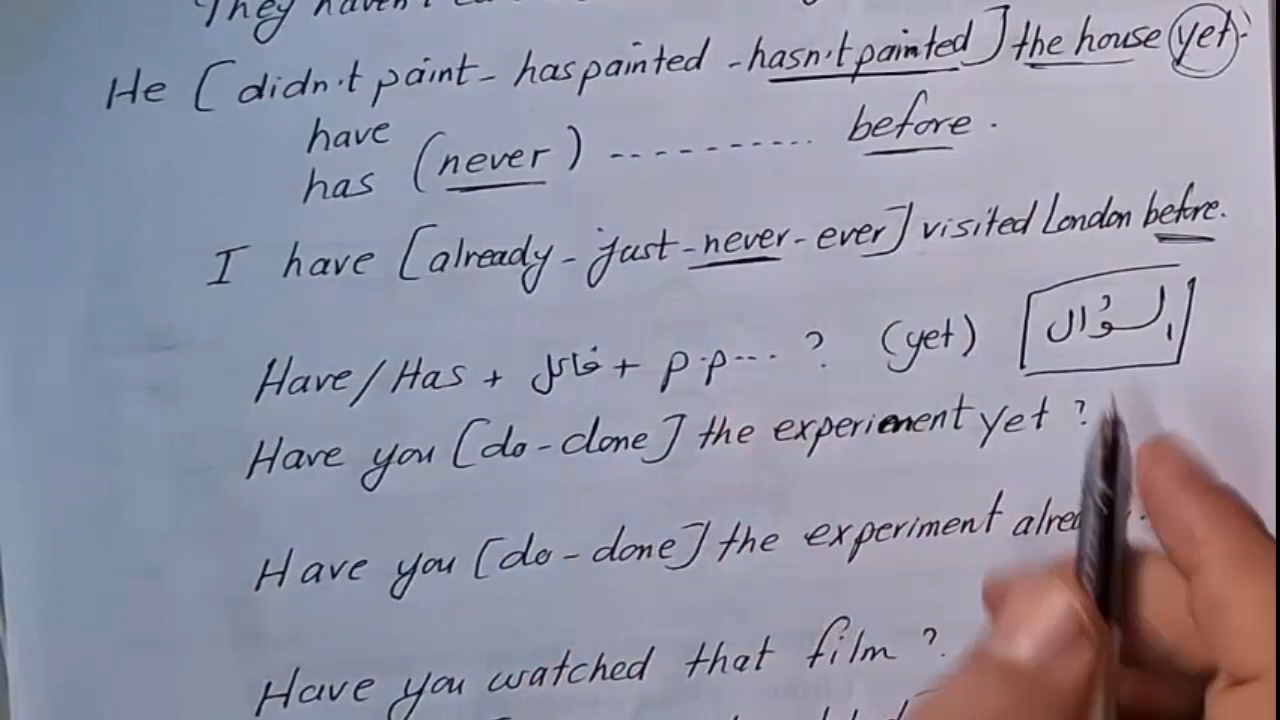 They haven't
He [didn't paint - has painted - hasn't painted] the house (yet).
have
has (never) ---------- before.
I have [already - just - never - ever] visited London before.
Have/Has + فاعل + p.p... ? (yet) السؤال
Have you [do - done] the experiment yet ?
Have you [do - done] the experiment
Have you watched that film ?